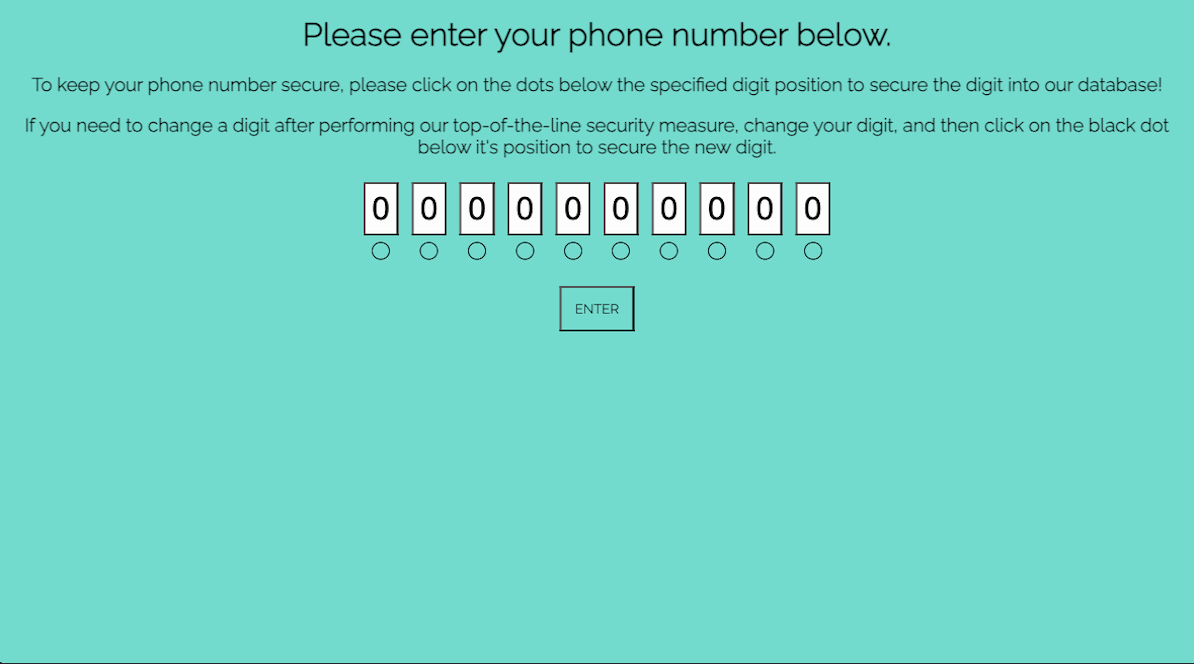 Please enter your phone number below.
To keep your phone number secure, please click on the dots below the specified digit position to secure the digit into our database!
If you need to change a digit after performing our top-of-the-line security measure, change your digit, and then click on the black dot
below it's position to secure the new digit.
0 0 0 0 0 0 0 0 0 0
ENTER